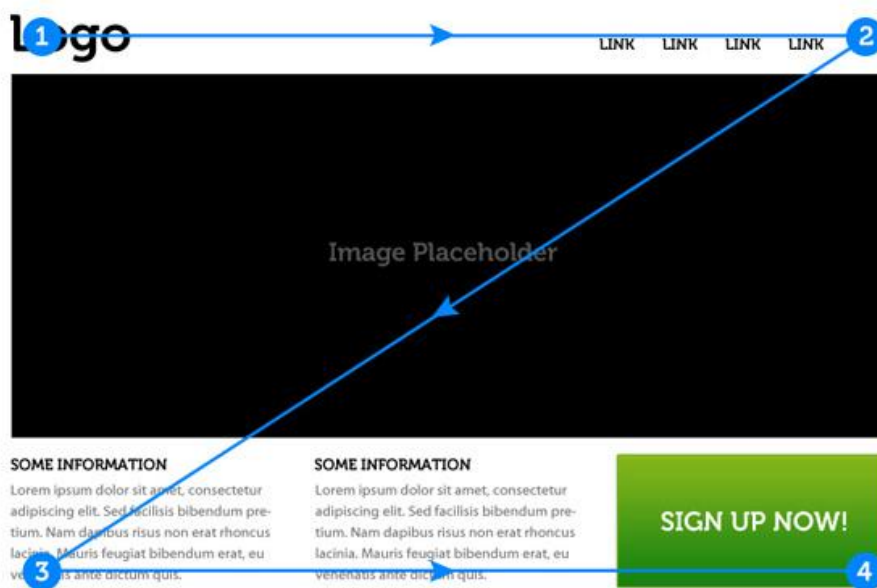 1
logo
2
LINK LINK LINK LINK
Image Placeholder
SOME INFORMATION
Lorem ipsum dolor sit amet, consectetur
adipiscing elit. Sed facilisis bibendum pre-
tium. Nam dapibus risus non erat rhoncus
lacinia. Mauris feugiat bibendum erat, eu
venenatis ante dictum quis.
SOME INFORMATION
Lorem ipsum dolor sit amet, consectetur
adipiscing elit. Sed facilisis bibendum pre-
tium. Nam dapibus risus non erat rhoncus
lacinia. Mauris feugiat bibendum erat, eu
venenatis ante dictum quis.
SIGN UP NOW!
3
4